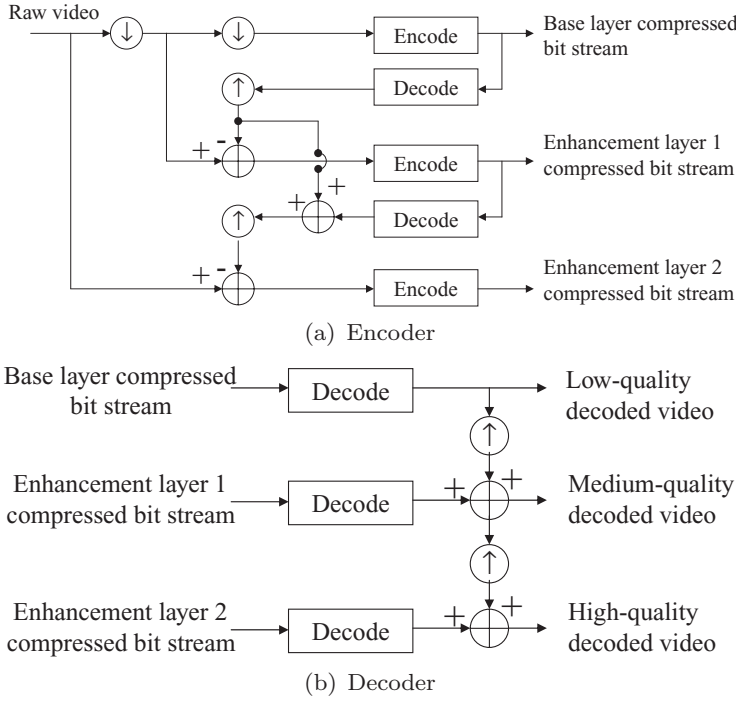 Raw video
↓
↓
Encode
Base layer compressed
bit stream
↑
Decode
+ -
Encode
Enhancement layer 1
compressed bit stream
+ +
↑
Decode
+ -
Encode
Enhancement layer 2
compressed bit stream
(a) Encoder
Base layer compressed
bit stream
Decode
Low-quality
decoded video
↑
Enhancement layer 1
compressed bit stream
Decode
+ +
Medium-quality
decoded video
↑
Enhancement layer 2
compressed bit stream
Decode
+ +
High-quality
decoded video
(b) Decoder